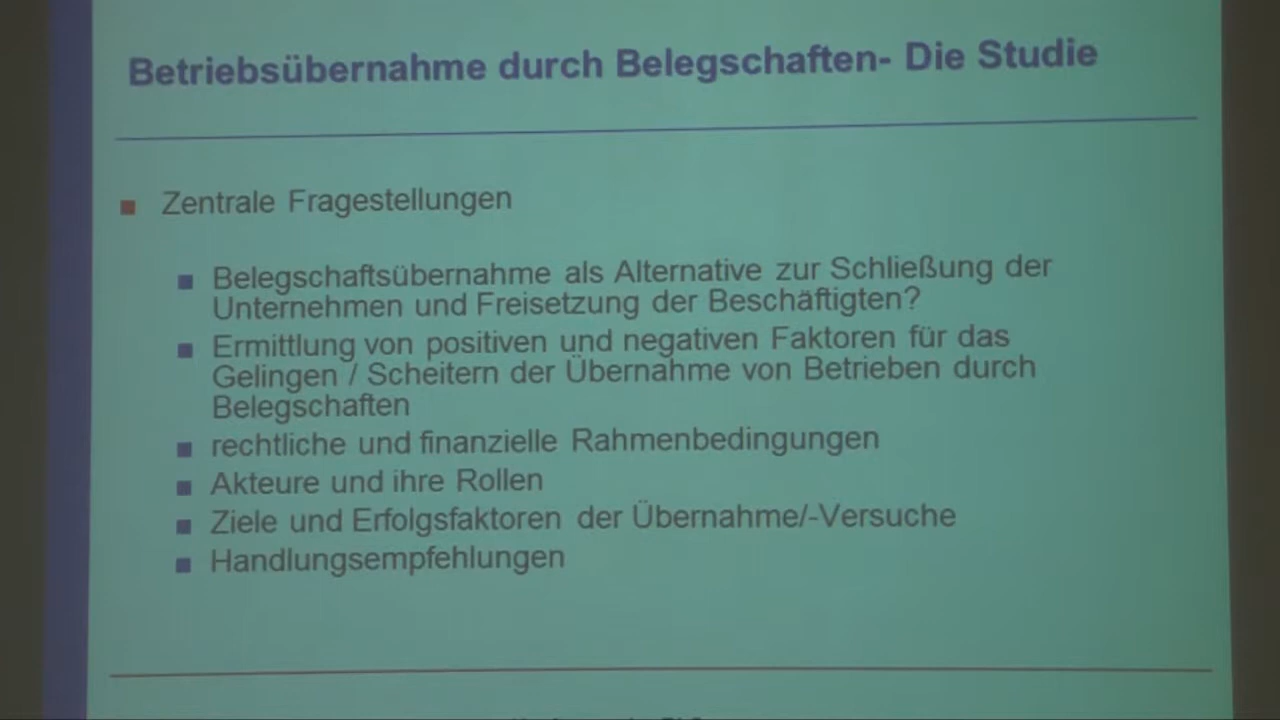 Betriebsübernahme durch Belegschaften- Die Studie
Zentrale Fragestellungen
Belegschaftsübernahme als Alternative zur Schließung der
Unternehmen und Freisetzung der Beschäftigten?
Ermittlung von positiven und negativen Faktoren für das
Gelingen / Scheitern der Übernahme von Betrieben durch
Belegschaften
rechtliche und finanzielle Rahmenbedingungen
Akteure und ihre Rollen
Ziele und Erfolgsfaktoren der Übernahme/-Versuche
Handlungsempfehlungen